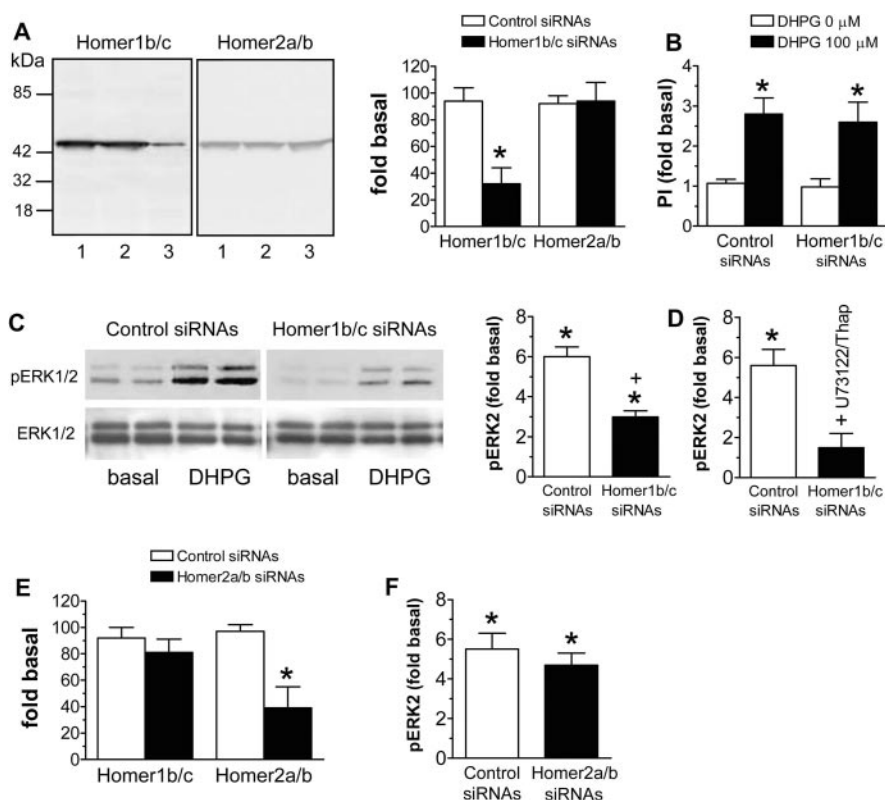 A
Homer1b/c Homer2a/b
kDa
85
42
32
18
1 2 3 1 2 3
Control siRNAs
Homer1b/c siRNAs
fold basal
120
100
80
60
40
20
0
Homer1b/c Homer2a/b
B
DHPG 0 µM
DHPG 100 µM
PI (fold basal)
4
3
2
1
0
* *
Control siRNAs
Homer1b/c siRNAs
C
Control siRNAs Homer1b/c siRNAs
pERK1/2
ERK1/2
basal DHPG basal DHPG
pERK2 (fold basal)
8
6
4
2
0
*
+
*
Control siRNAs
Homer1b/c siRNAs
D
pERK2 (fold basal)
8
6
4
2
0
*
+ U73122/Thap
Control siRNAs
Homer1b/c siRNAs
E
Control siRNAs
Homer2a/b siRNAs
fold basal
120
100
80
60
40
20
0
*
Homer1b/c Homer2a/b
F
pERK2 (fold basal)
8
6
4
2
0
* *
Control siRNAs
Homer2a/b siRNAs